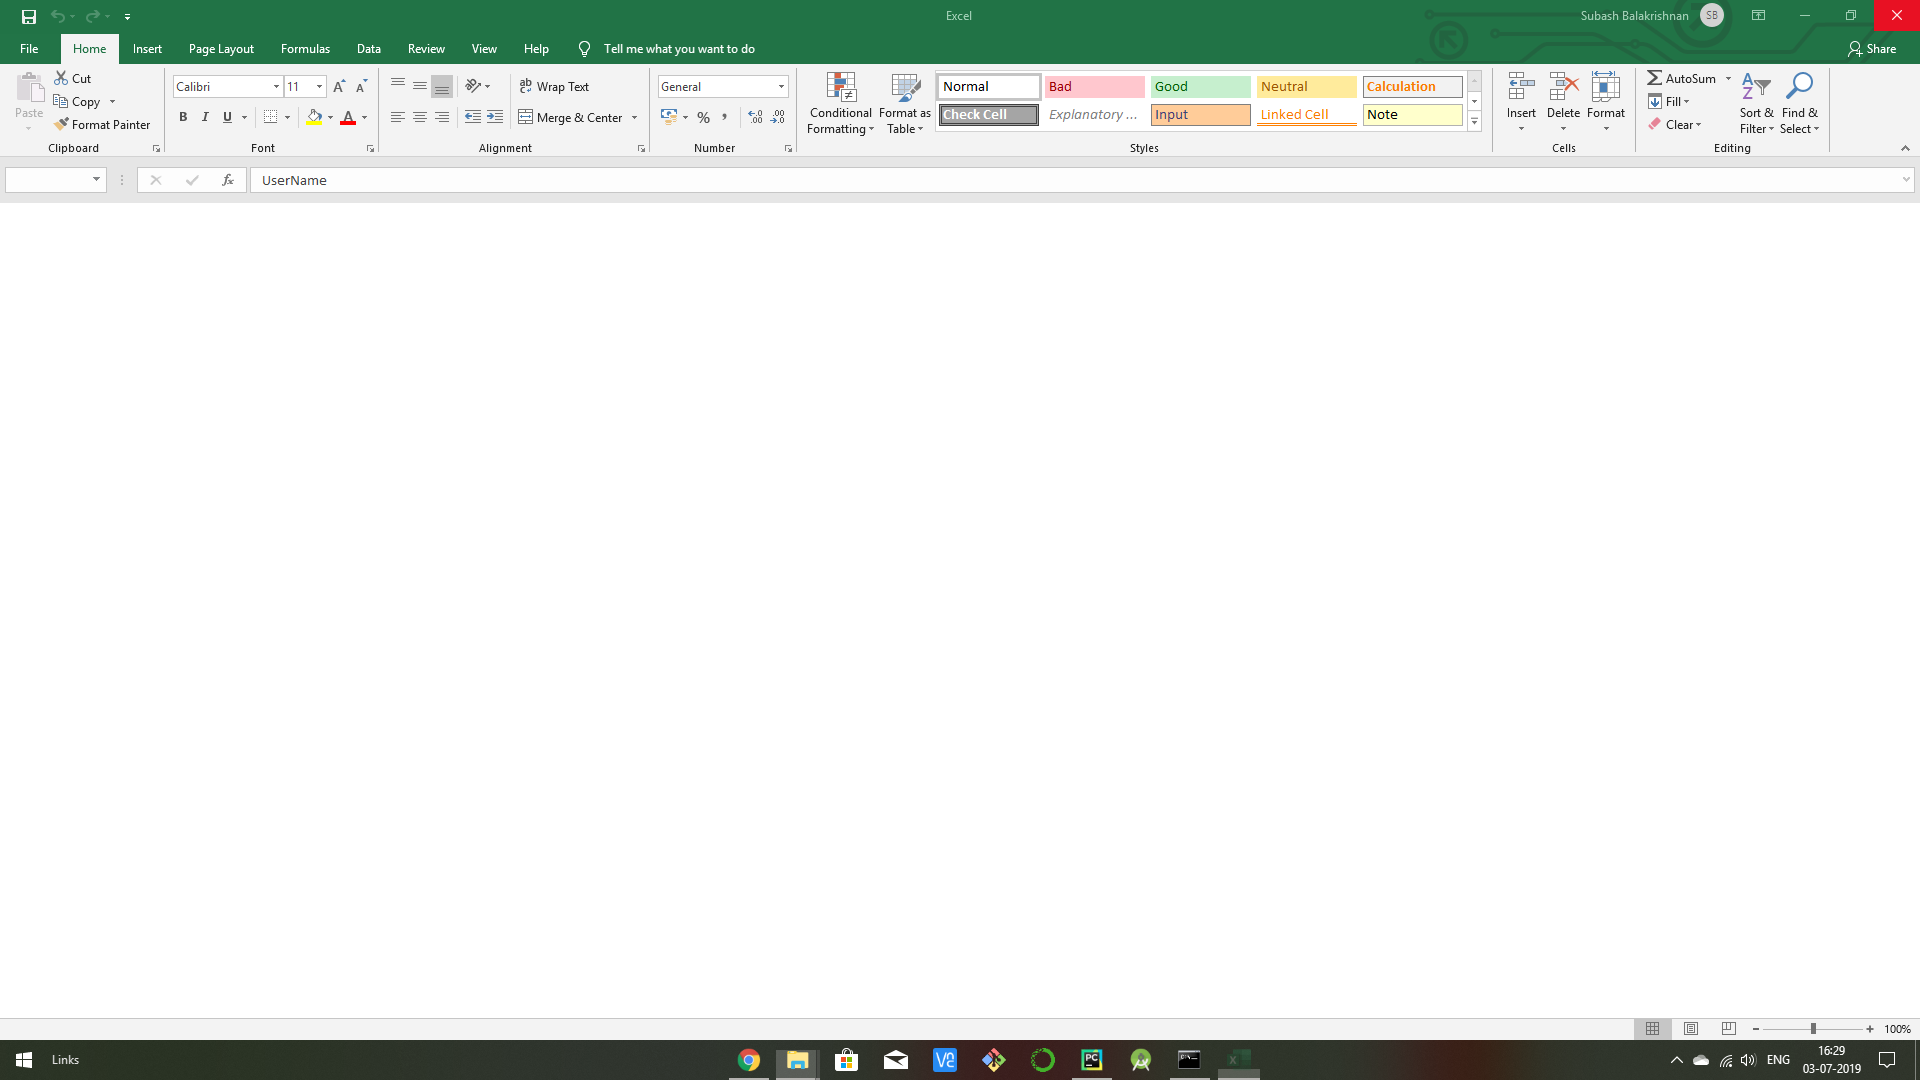 Excel
Subash Balakrishnan SB
File Home Insert Page Layout Formulas Data Review View Help Tell me what you want to do Share
Paste
Cut
Copy
Format Painter
Clipboard
Calibri 11
B I U
Font
Wrap Text
Merge & Center
Alignment
General
Number
Conditional Formatting
Format as Table
Normal Bad Good Neutral Calculation
Check Cell Explanatory ... Input Linked Cell Note
Styles
Insert Delete Format
Cells
AutoSum
Fill
Clear
Sort & Filter
Find & Select
Editing
fx UserName
100%
Links
ENG
16:29
03-07-2019